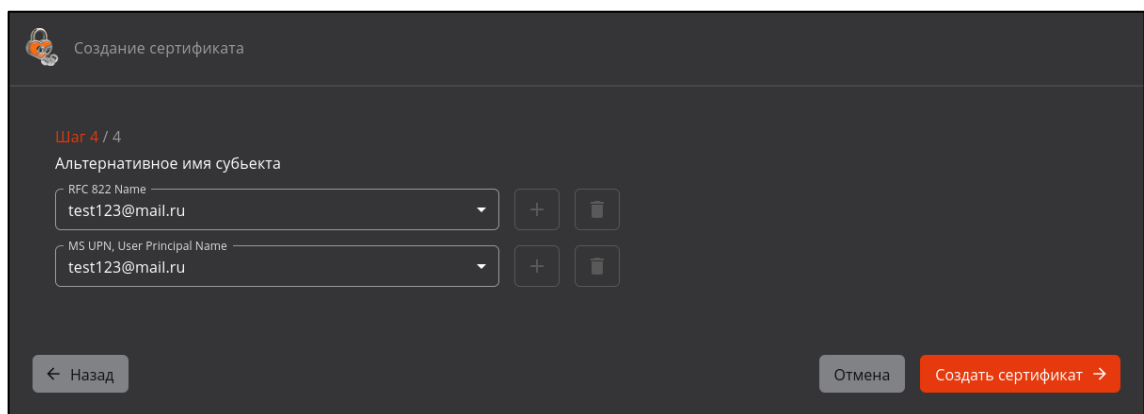 Создание сертификата
Шаг 4 / 4
Альтернативное имя субьекта
RFC 822 Name
test123@mail.ru
MS UPN, User Principal Name
test123@mail.ru
← Назад
Отмена
Создать сертификат →